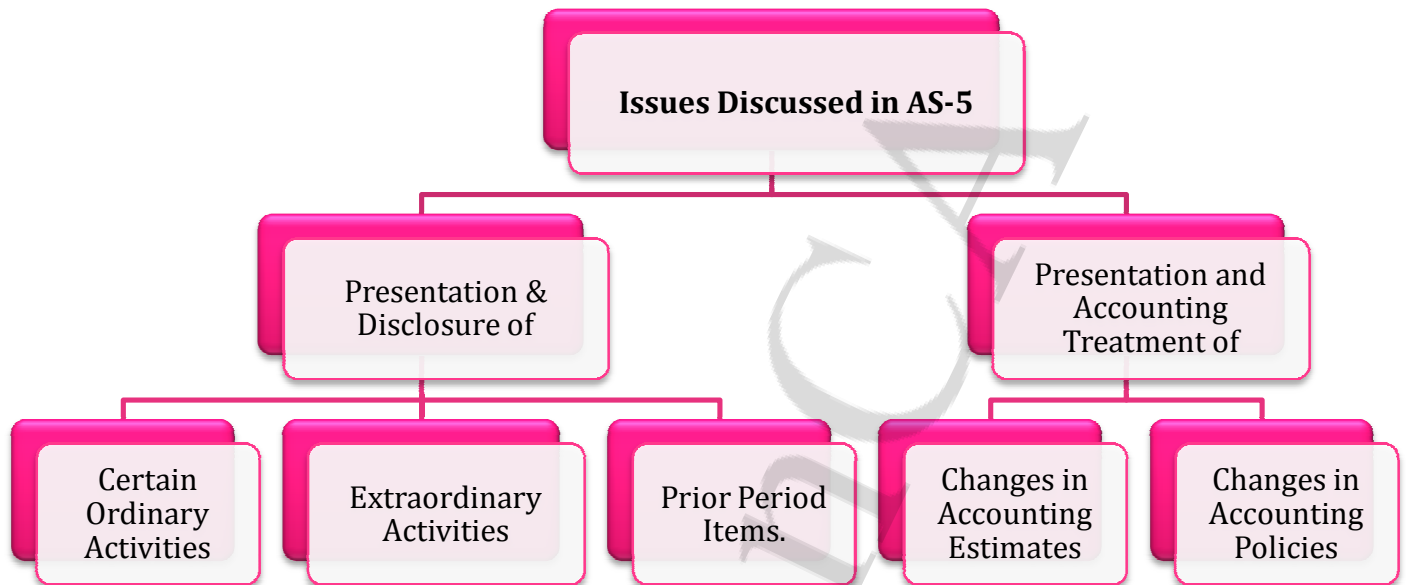 Issues Discussed in AS-5
Presentation &
Disclosure of
Presentation and
Accounting
Treatment of
Certain
Ordinary
Activities
Extraordinary
Activities
Prior Period
Items.
Changes in
Accounting
Estimates
Changes in
Accounting
Policies
nCA